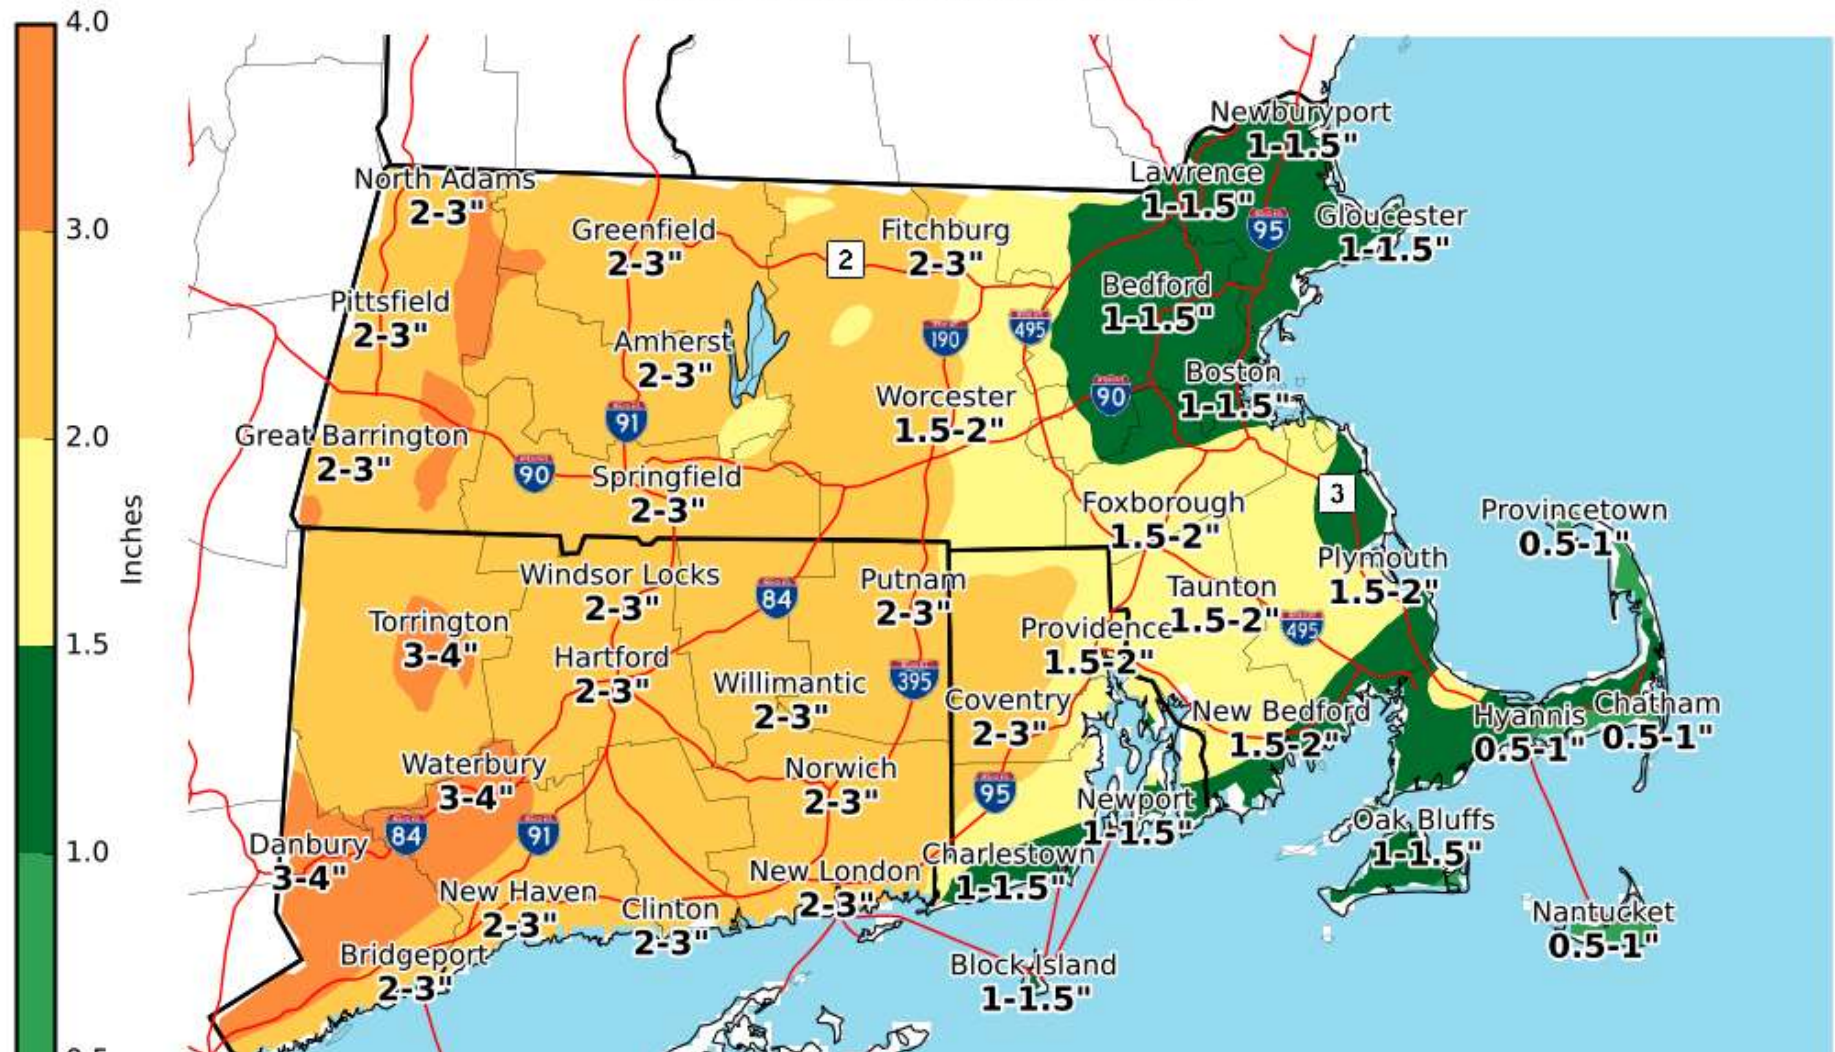 4.0
3.0
2.0
1.5
1.0
Inches
Newburyport
1-1.5"
Lawrence
1-1.5"
North Adams
2-3"
95
Gloucester
1-1.5"
Greenfield
2-3"
2
Fitchburg
2-3"
Bedford
1-1.5"
Pittsfield
2-3"
190
495
Amherst
2-3"
Boston
1-1.5"
Worcester
1.5-2"
90
91
Great Barrington
2-3"
90
Springfield
2-3"
3
Foxborough
1.5-2"
Provincetown
0.5-1"
Plymouth
1.5-2"
Windsor Locks
2-3"
84
Putnam
2-3"
Taunton
1.5-2"
495
Torrington
3-4"
Providence
1.5-2"
Hartford
2-3"
395
Willimantic
2-3"
Coventry
2-3"
New Bedford
1.5-2"
Hyannis
0.5-1"
Chatham
0.5-1"
Waterbury
3-4"
Norwich
2-3"
95
Newport
1-1.5"
Oak Bluffs
1-1.5"
84
91
Danbury
3-4"
Charlestown
1-1.5"
New London
2-3"
New Haven
2-3"
Clinton
2-3"
Nantucket
0.5-1"
Bridgeport
2-3"
Block Island
1-1.5"